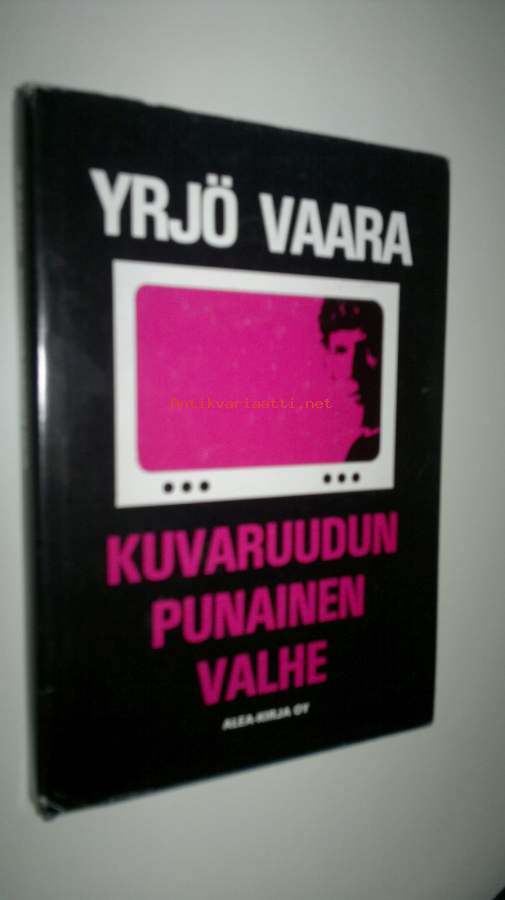 YRJÖ VAARA
Antikvariaatti.net
KUVARUUDUN
PUNAINEN
VALHE
ALEA-KIRJA OY